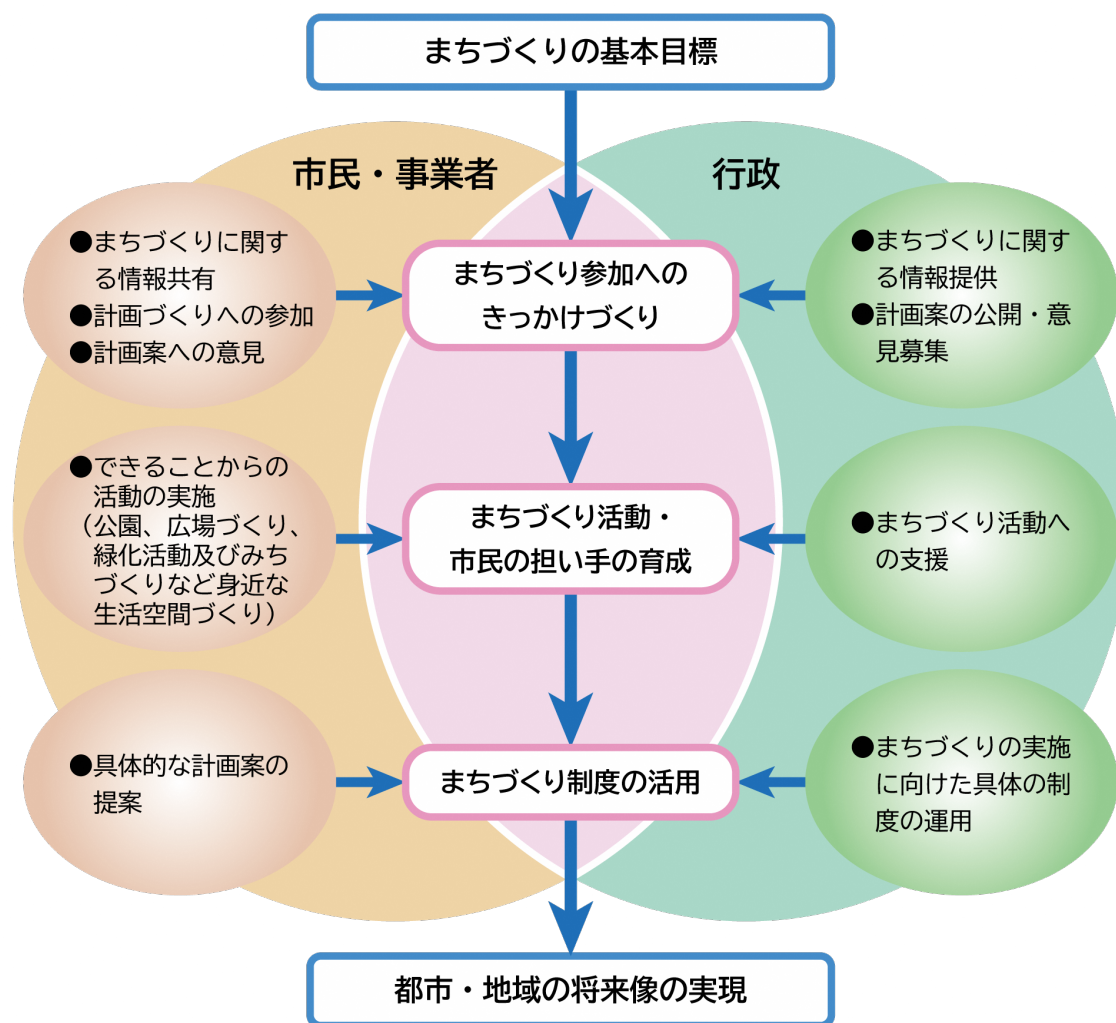 まちづくりの基本目標
市民・事業者
行政
●まちづくりに関す
る情報共有
●計画づくりへの参加
●計画案への意見
まちづくり参加への
きっかけづくり
●まちづくりに関す
る情報提供
●計画案の公開・意
見募集
●できることからの
活動の実施
（公園、広場づくり、
緑化活動及びみち
づくりなど身近な
生活空間づくり）
まちづくり活動・
市民の担い手の育成
●まちづくり活動へ
の支援
●具体的な計画案の
提案
まちづくり制度の活用
●まちづくりの実施
に向けた具体の制
度の運用
都市・地域の将来像の実現